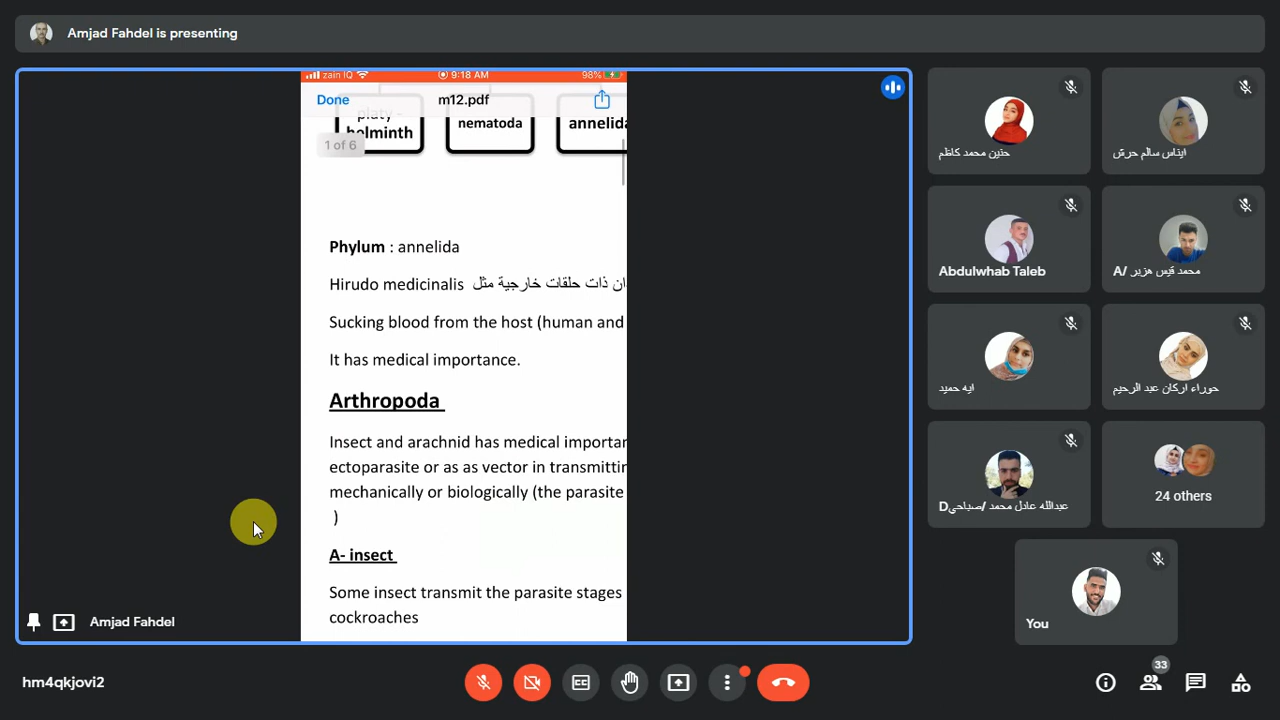 Amjad Fahdel is presenting
zain IQ
9:18 AM
98%
Done
m12.pdf
platy -
helminth
nematoda
annelida
1 of 6
Phylum : annelida
Hirudo medicinalis ان ذات حلقات خارجية مثل
Sucking blood from the host (human and
It has medical importance.
Arthropoda
Insect and arachnid has medical importan
ectoparasite or as as vector in transmittin
mechanically or biologically (the parasite
)
A- insect
Some insect transmit the parasite stages
cockroaches
Amjad Fahdel
حنين محمد كاظم
ايناس سالم حرش
Abdulwhab Taleb
A/ محمد قيس هزبر
ايه حميد
حوراء اركان عبد الرحيم
عبدالله عادل محمد /صباحيD
24 others
You
hm4qkjovi2
33